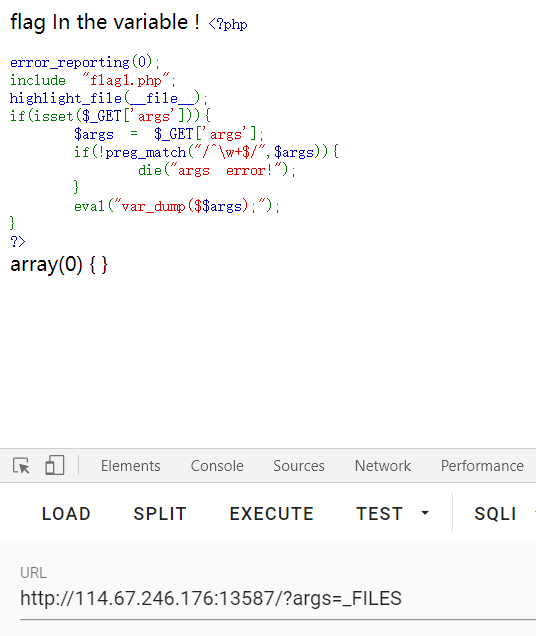 flag In the variable ! <?php
error_reporting(0);
include "flag1.php";
highlight_file(__file__);
if(isset($_GET['args'])){
$args = $_GET['args'];
if(!preg_match("/^\w+$/",$args)){
die("args error!");
}
eval("var_dump($$args);");
}
?>
array(0) { }
Elements Console Sources Network Performance
LOAD SPLIT EXECUTE TEST SQLI
URL
http://114.67.246.176:13587/?args=_FILES